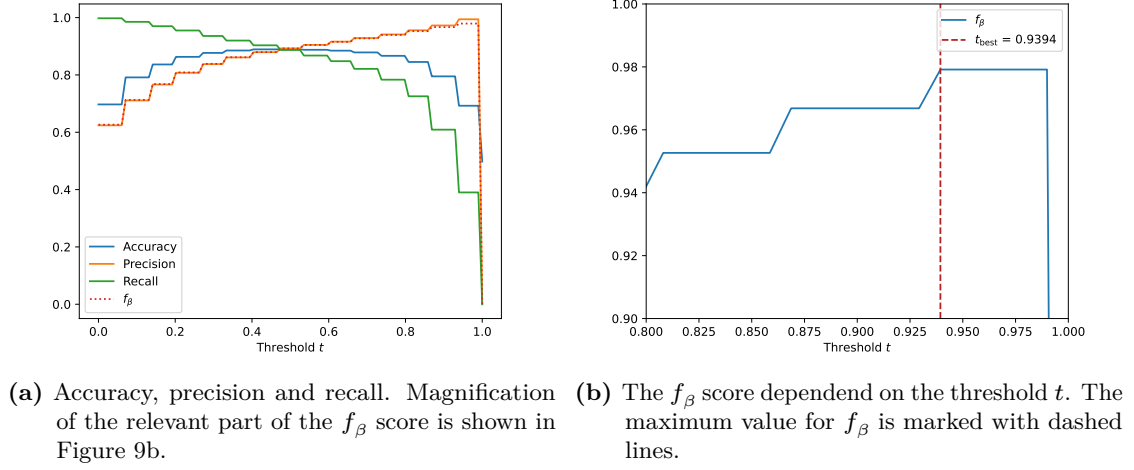 1.0
0.8
0.6
0.4
0.2
0.0
Accuracy
Precision
Recall
fβ
0.0 0.2 0.4 0.6 0.8 1.0
Threshold t
1.00
0.98
0.96
0.94
0.92
0.90
fβ
tbest = 0.9394
0.800 0.825 0.850 0.875 0.900 0.925 0.950 0.975 1.000
Threshold t
(a) Accuracy, precision and recall. Magnification
of the relevant part of the fβ score is shown in
Figure 9b.
(b) The fβ score dependend on the threshold t. The
maximum value for fβ is marked with dashed
lines.